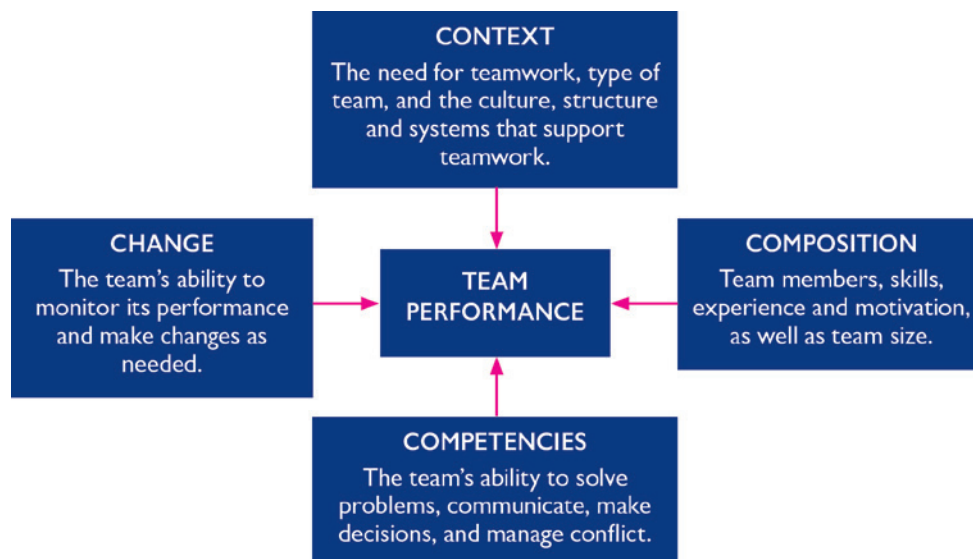 CONTEXT
The need for teamwork, type of
team, and the culture, structure
and systems that support
teamwork.
CHANGE
The team's ability to
monitor its performance
and make changes as
needed.
TEAM
PERFORMANCE
COMPOSITION
Team members, skills,
experience and motivation,
as well as team size.
COMPETENCIES
The team's ability to solve
problems, communicate, make
decisions, and manage conflict.